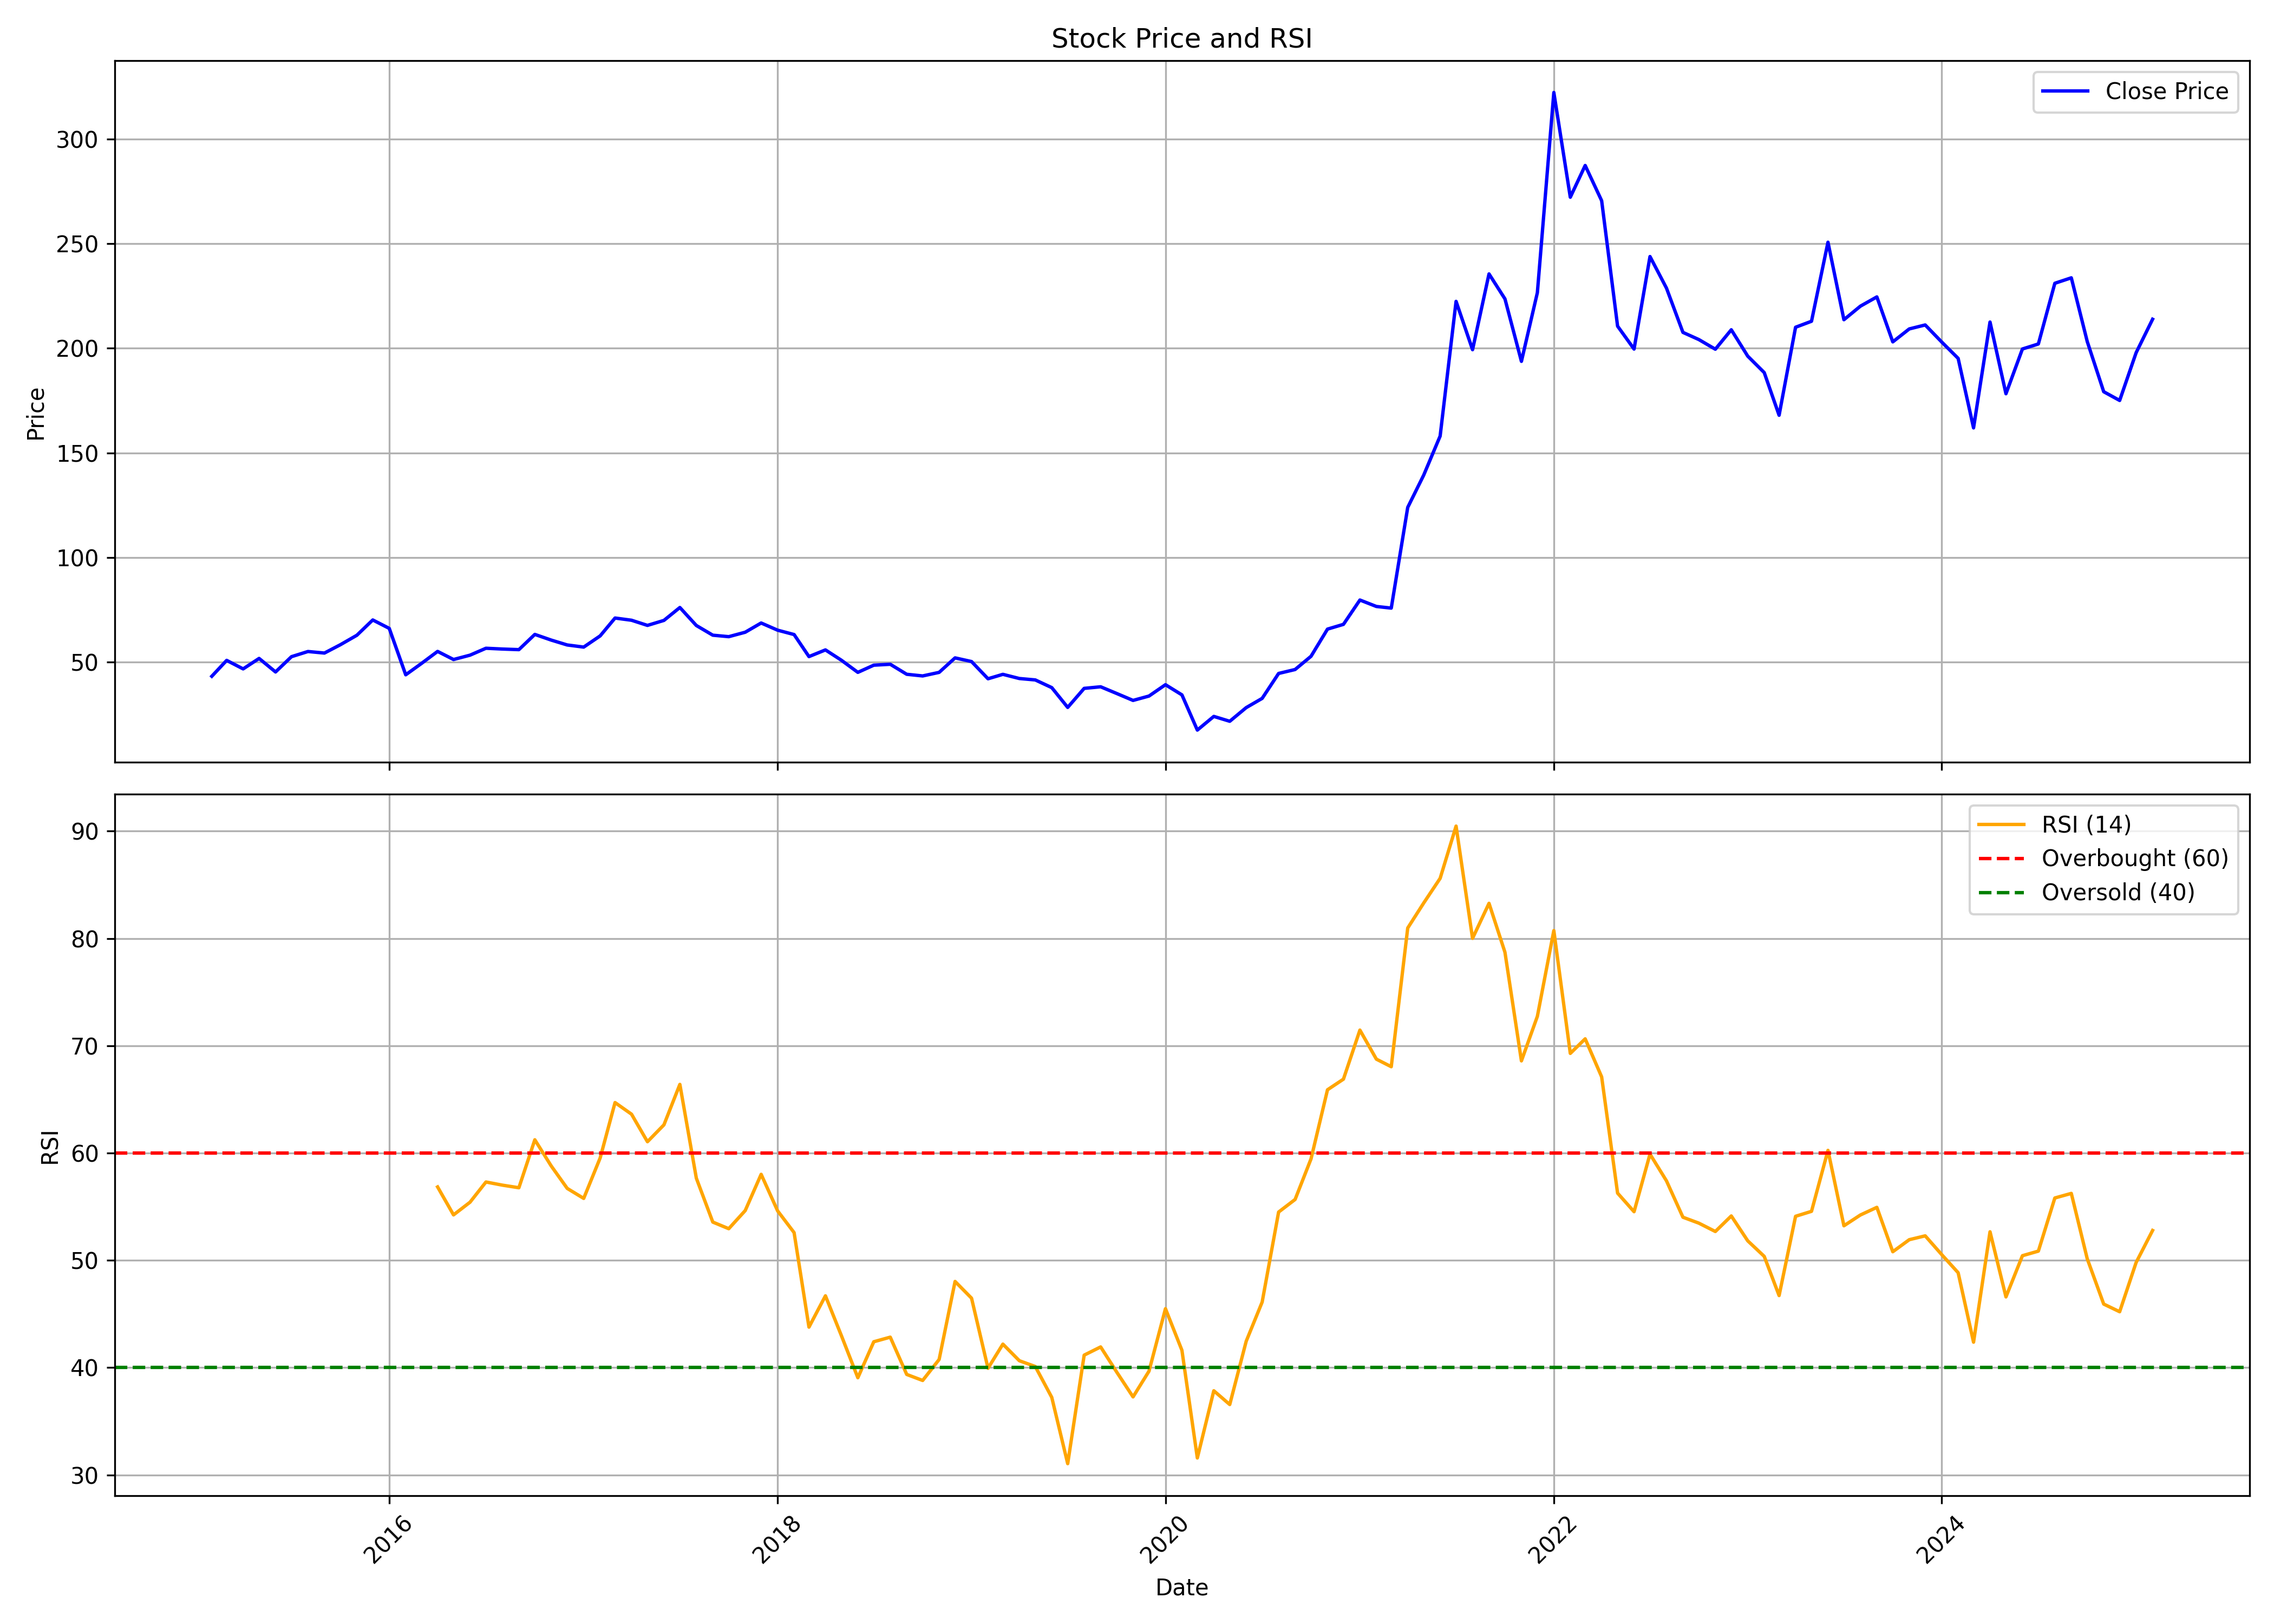 Stock Price and RSI
Close Price
300
250
200
150
100
50
Price
RSI (14)
Overbought (60)
Oversold (40)
90
80
70
60
50
40
30
RSI
2016
2018
2020
2022
2024
Date